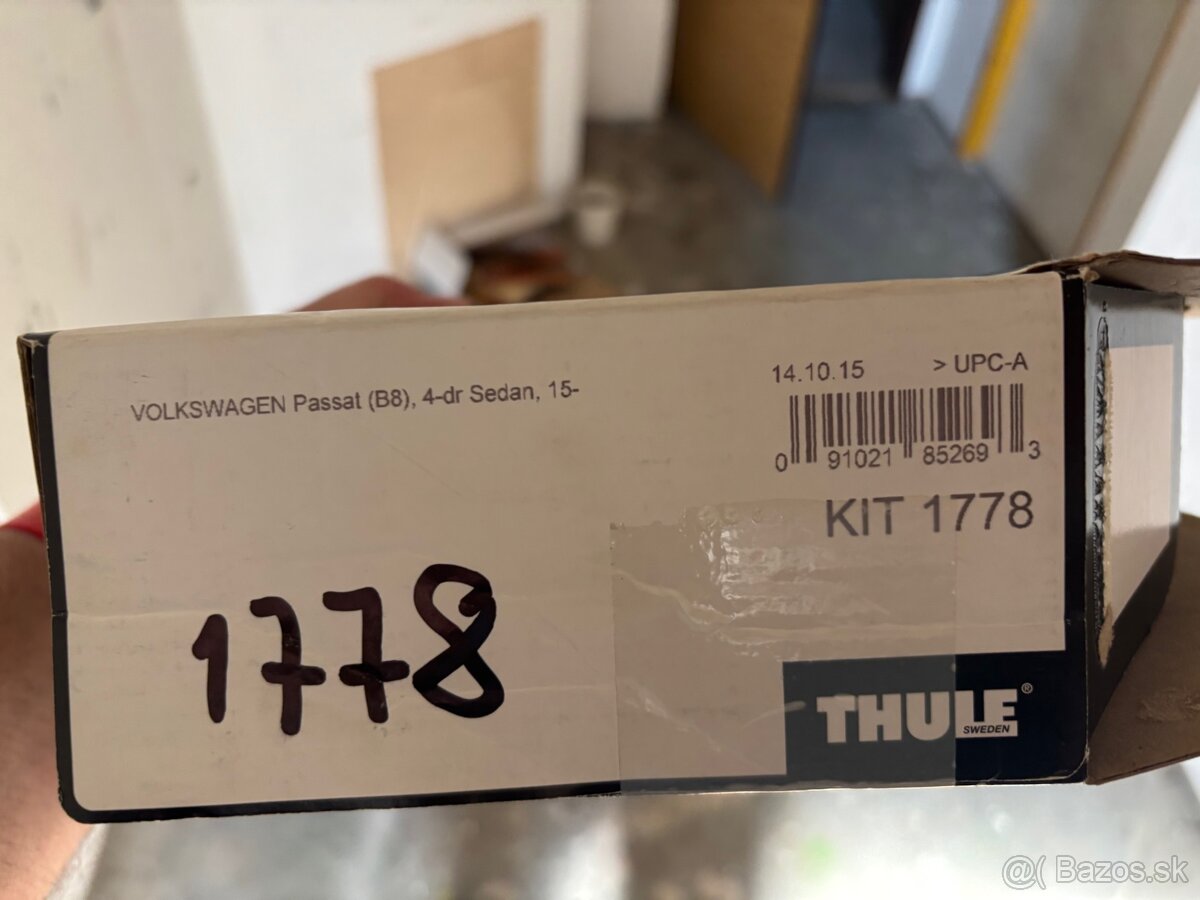 VOLKSWAGEN Passat (B8), 4-dr Sedan, 15-
14.10.15 > UPC-A
0 91021 85269 3
KIT 1778
1778
THULE®
SWEDEN
@( Bazos.sk